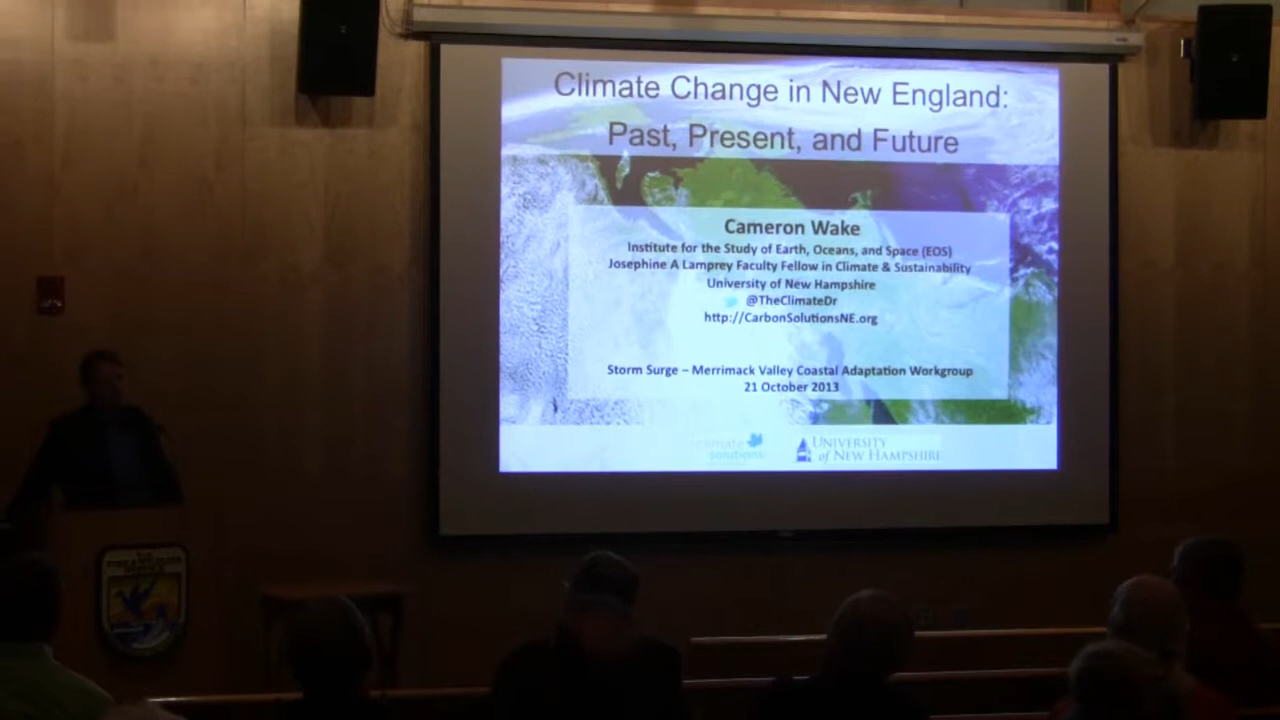 Climate Change in New England:
Past, Present, and Future
Cameron Wake
Institute for the Study of Earth, Oceans, and Space (EOS)
Josephine A Lamprey Faculty Fellow in Climate & Sustainability
University of New Hampshire
@TheClimateDr
http://CarbonSolutionsNE.org
Storm Surge – Merrimack Valley Coastal Adaptation Workgroup
21 October 2013
climate
solutions
UNIVERSITY
of NEW HAMPSHIRE